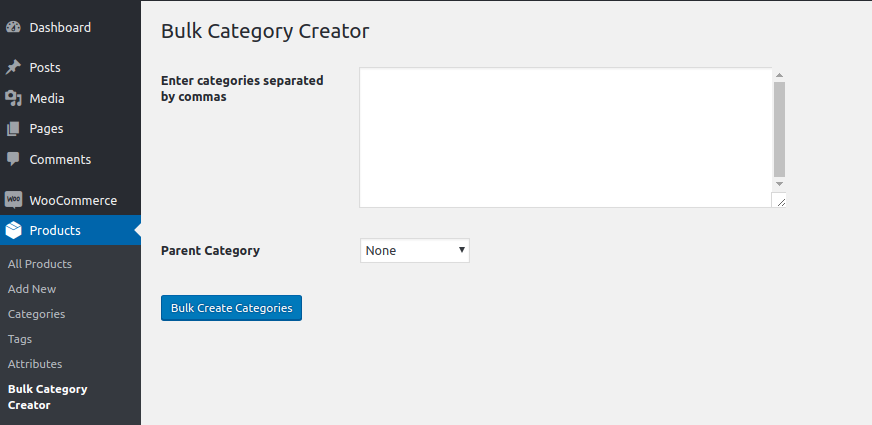 Dashboard
Posts
Media
Pages
Comments
WOO WooCommerce
Products
All Products
Add New
Categories
Tags
Attributes
Bulk Category
Creator
Bulk Category Creator
Enter categories separated
by commas
Parent Category
None
Bulk Create Categories